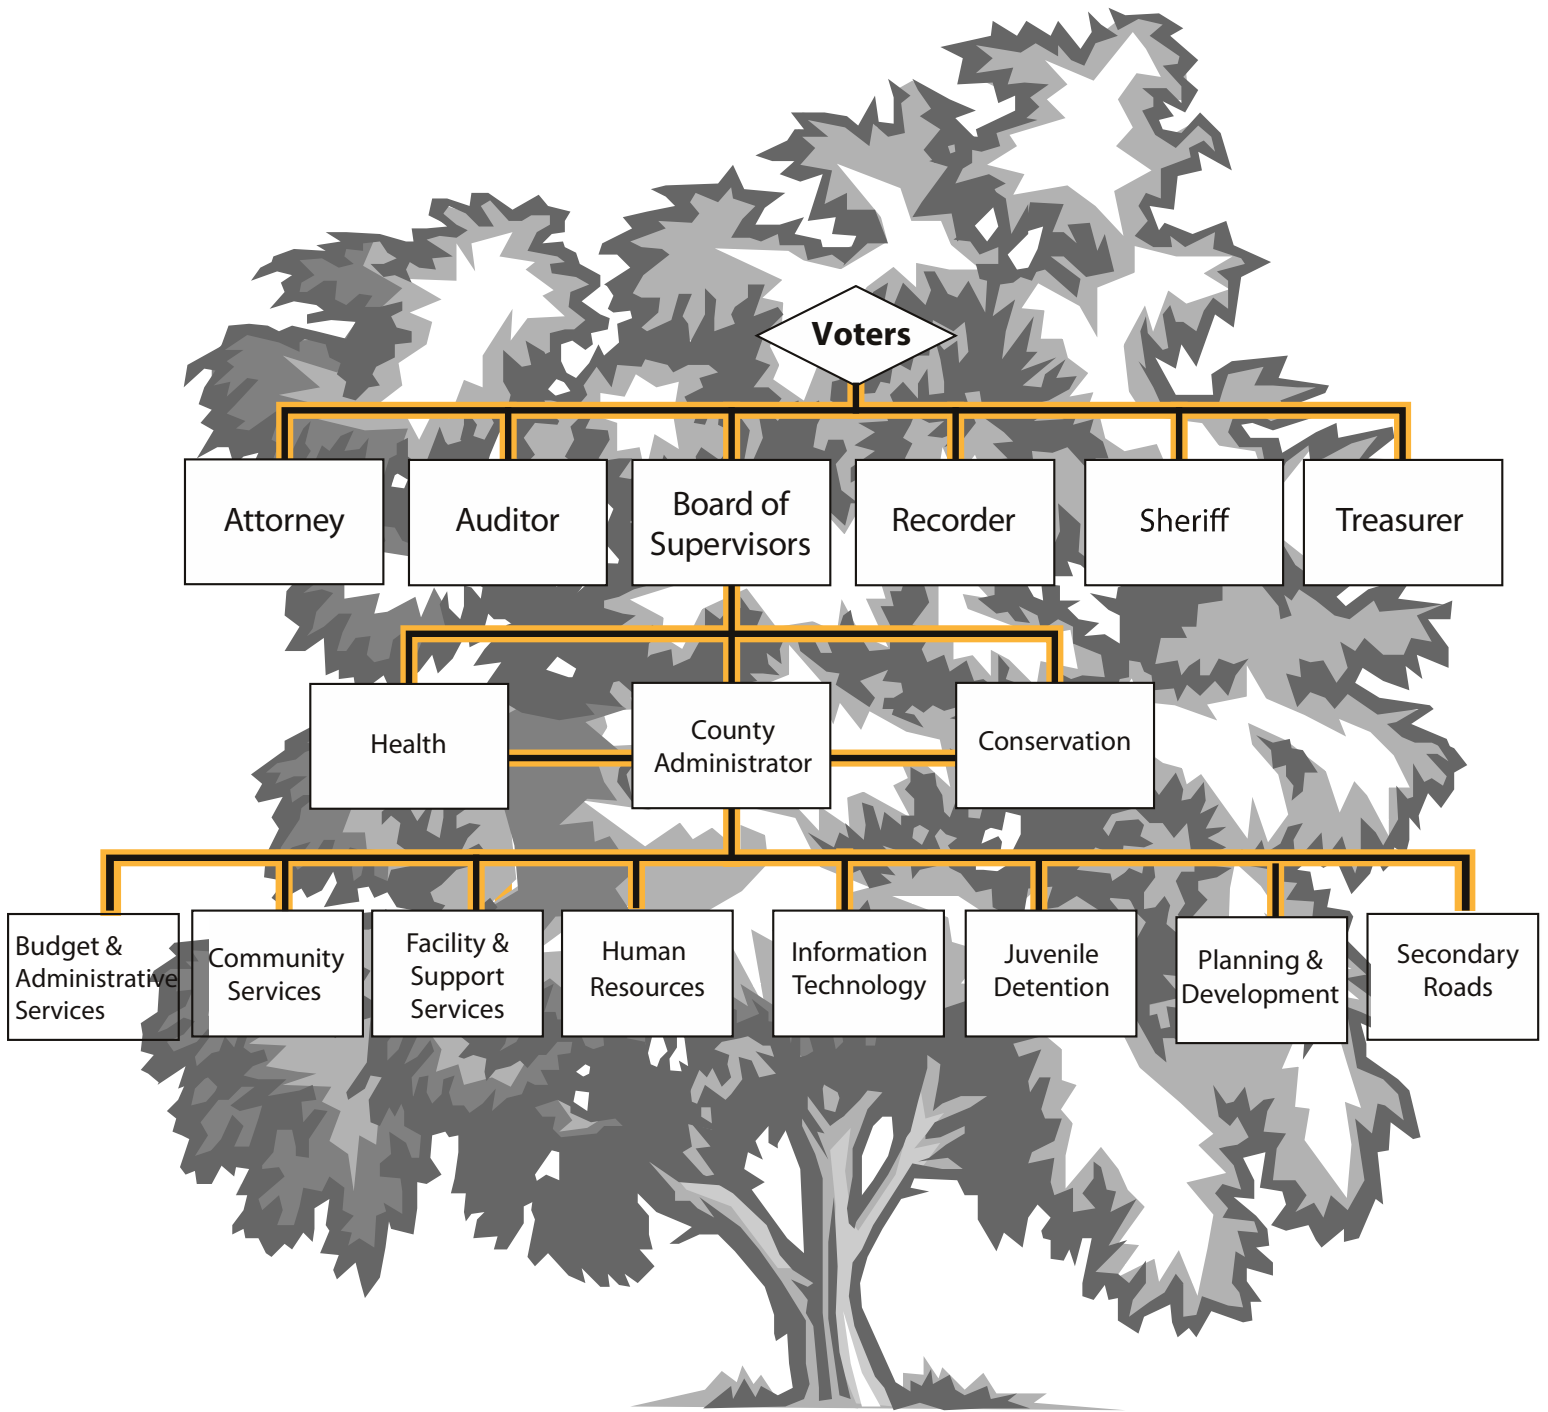 Voters
Attorney
Auditor
Board of
Supervisors
Recorder
Sheriff
Treasurer
Health
County
Administrator
Conservation
Budget &
Administrative
Services
Community
Services
Facility &
Support
Services
Human
Resources
Information
Technology
Juvenile
Detention
Planning &
Development
Secondary
Roads